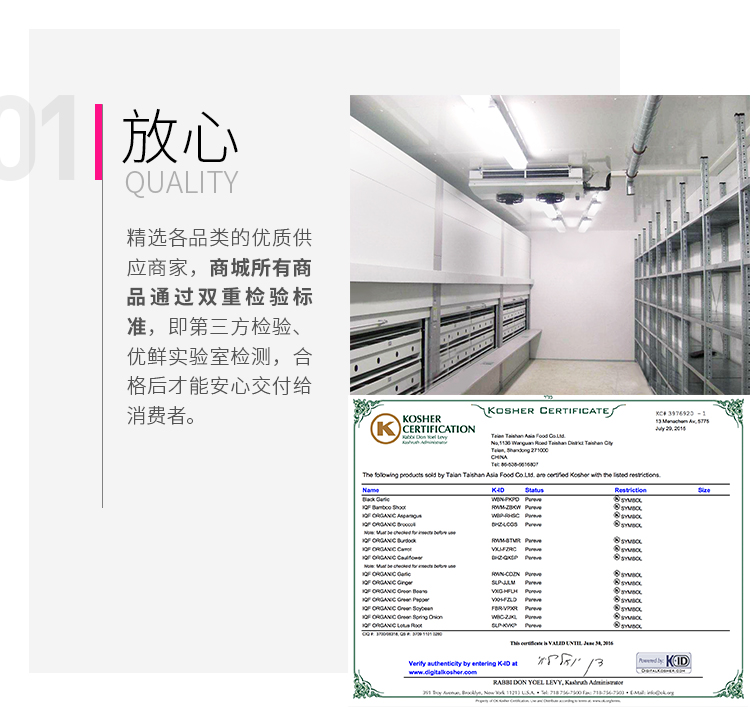 01
放心
QUALITY
精选各品类的优质供
应商家，商城所有商
品通过双重检验标
准，即第三方检验、
优鲜实验室检测，合
格后才能安心交付给
消费者。
KOSHER
CERTIFICATION
Rabbi Don Yoel Levy
Kashruth Administrator
KOSHER CERTIFICATE
KC# 3976920 -1
13 Menachem Av, 5775
July 29, 2015
Taian Taishan Asia Food Co.Ltd.
No,1136 Wanguan Road Taishan District Taishan City
Taian, Shandong 271000
CHINA
Tel: 86-538-5616807
The following products sold by Taian Taishan Asia Food Co.Ltd. are certified Kosher with the listed restrictions.
Name K-ID Status Restriction Size
Black Garlic WBN-PKPD Pareve SYMBOL
IQF Bamboo Shoot RWM-ZBKW Pareve SYMBOL
IQF ORGANIC Asparagus WBP-RHSC Pareve SYMBOL
IQF ORGANIC Broccoli BHZ-LCGS Pareve SYMBOL
Note: Must be checked for insects before use
IQF ORGANIC Burdock RWM-BTMR Pareve SYMBOL
IQF ORGANIC Carrot VXJ-FZRC Pareve SYMBOL
IQF ORGANIC Cauliflower BHZ-QKSP Pareve SYMBOL
Note: Must be checked for insects before use
IQF ORGANIC Garlic RWN-CDZN Pareve SYMBOL
IQF ORGANIC Ginger SLP-JJLM Pareve SYMBOL
IQF ORGANIC Green Beans VXG-HFLH Pareve SYMBOL
IQF ORGANIC Green Pepper VXH-FZLD Pareve SYMBOL
IQF ORGANIC Green Soybean FBR-VPXR Pareve SYMBOL
IQF ORGANIC Green Spring Onion WBC-ZJKL Pareve SYMBOL
IQF ORGANIC Lotus Root SLP-KVKP Pareve SYMBOL
This certificate is VALID UNTIL June 30, 2016
Verify authenticity by entering K-ID at
www.digitalkosher.com
Powered by: KID
DIGITALKOSHER.COM
RABBI DON YOEL LEVY, Kashruth Administrator
391 Troy Avenue, Brooklyn, New York 11213 U.S.A. • Tel: 718-756-7500 Fax: 718-756-7503 • E-Mail: info@ok.org